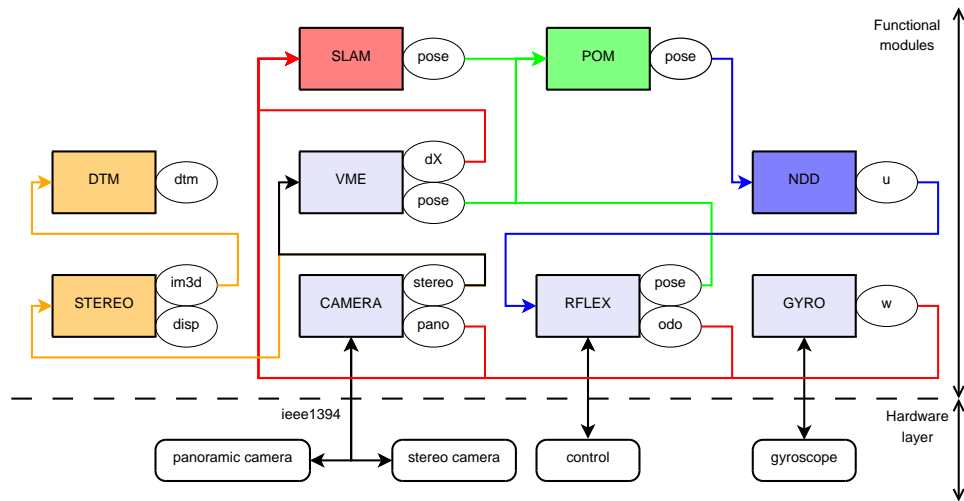 Functional
modules
SLAM
pose
POM
pose
DTM
dtm
VME
dX
pose
NDD
u
STEREO
im3d
disp
CAMERA
stereo
pano
RFLEX
pose
odo
GYRO
w
ieee1394
Hardware
layer
panoramic camera
stereo camera
control
gyroscope